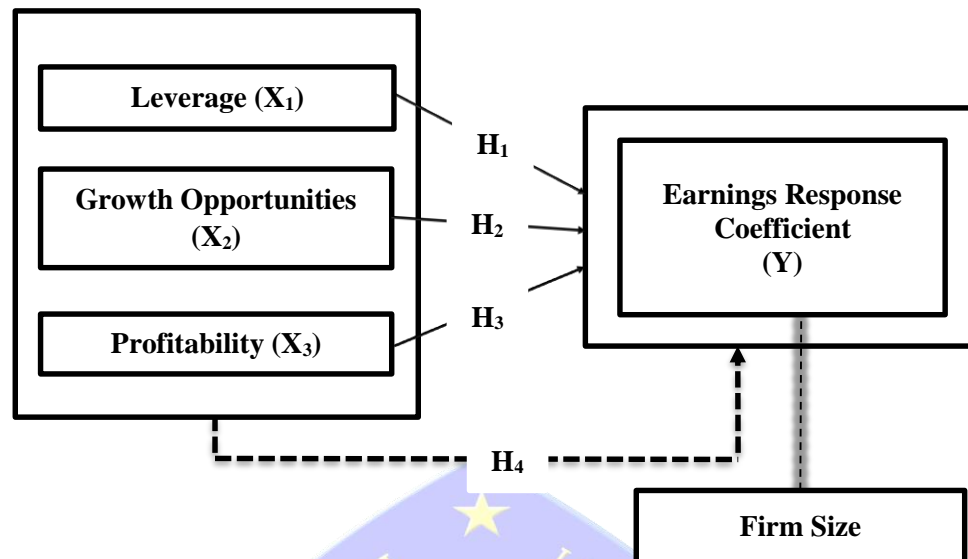 Leverage (X₁)
H₁
Growth Opportunities
(X₂)
H₂
Earnings Response
Coefficient
(Y)
Profitability (X₃)
H₃
H₄
Firm Size